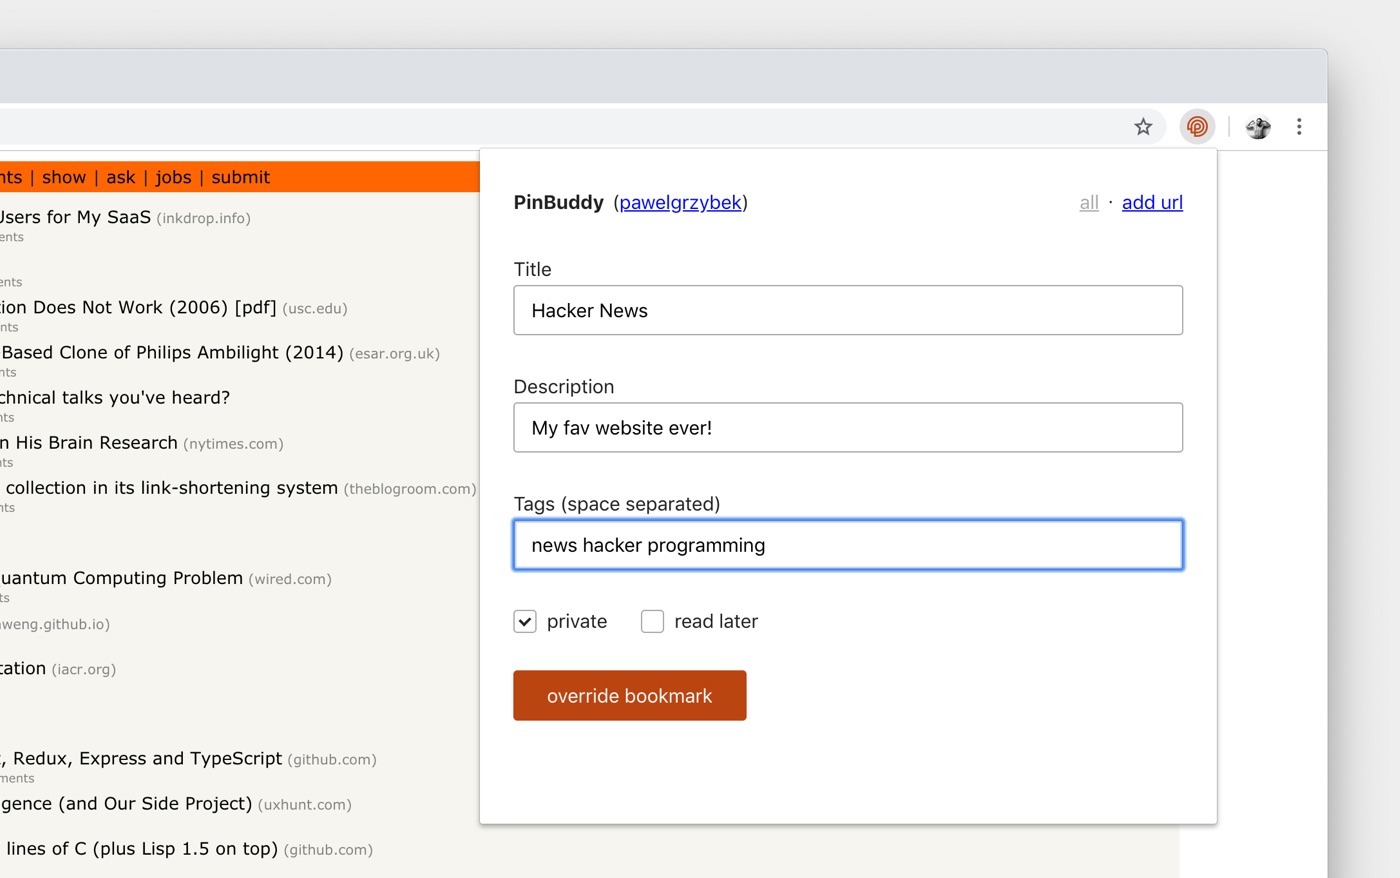 nts | show | ask | jobs | submit
Users for My SaaS (inkdrop.info)
ents
ents
ion Does Not Work (2006) [pdf] (usc.edu)
nts
-Based Clone of Philips Ambilight (2014) (esar.org.uk)
nts
chnical talks you've heard?
nts
n His Brain Research (nytimes.com)
nts
collection in its link-shortening system (theblogroom.com)
nts
uantum Computing Problem (wired.com)
ts
weng.github.io)
tation (iacr.org)
, Redux, Express and TypeScript (github.com)
ments
gence (and Our Side Project) (uxhunt.com)
lines of C (plus Lisp 1.5 on top) (github.com)
PinBuddy (pawelgrzybek)
all · add url
Title
Hacker News
Description
My fav website ever!
Tags (space separated)
news hacker programming
private
read later
override bookmark